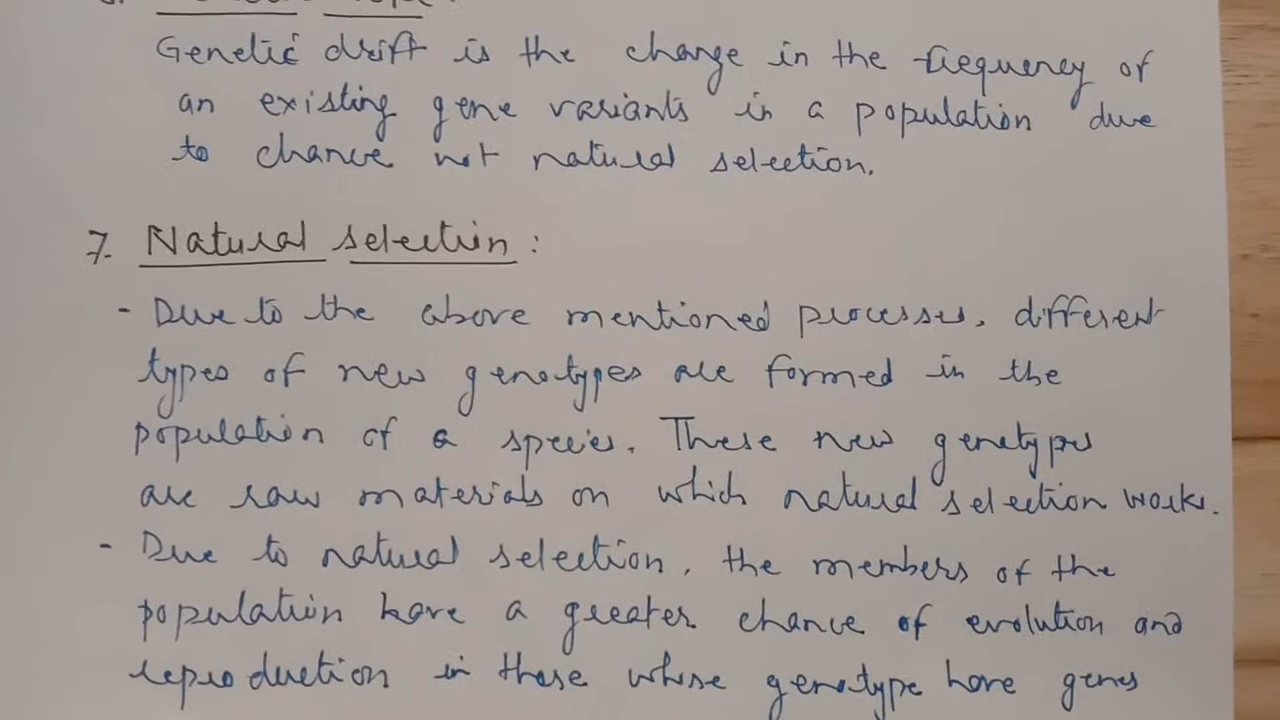 Genetic drift is the change in the frequency of
an existing gene variants in a population due
to chance not natural selection.
7. Natural selection :
- Due to the above mentioned processes, different
types of new genotypes are formed in the
population of a species. These new genotypes
are raw materials on which natural selection works.
- Due to natural selection, the members of the
population have a greater chance of evolution and
reproduction in those whose genotype have genes